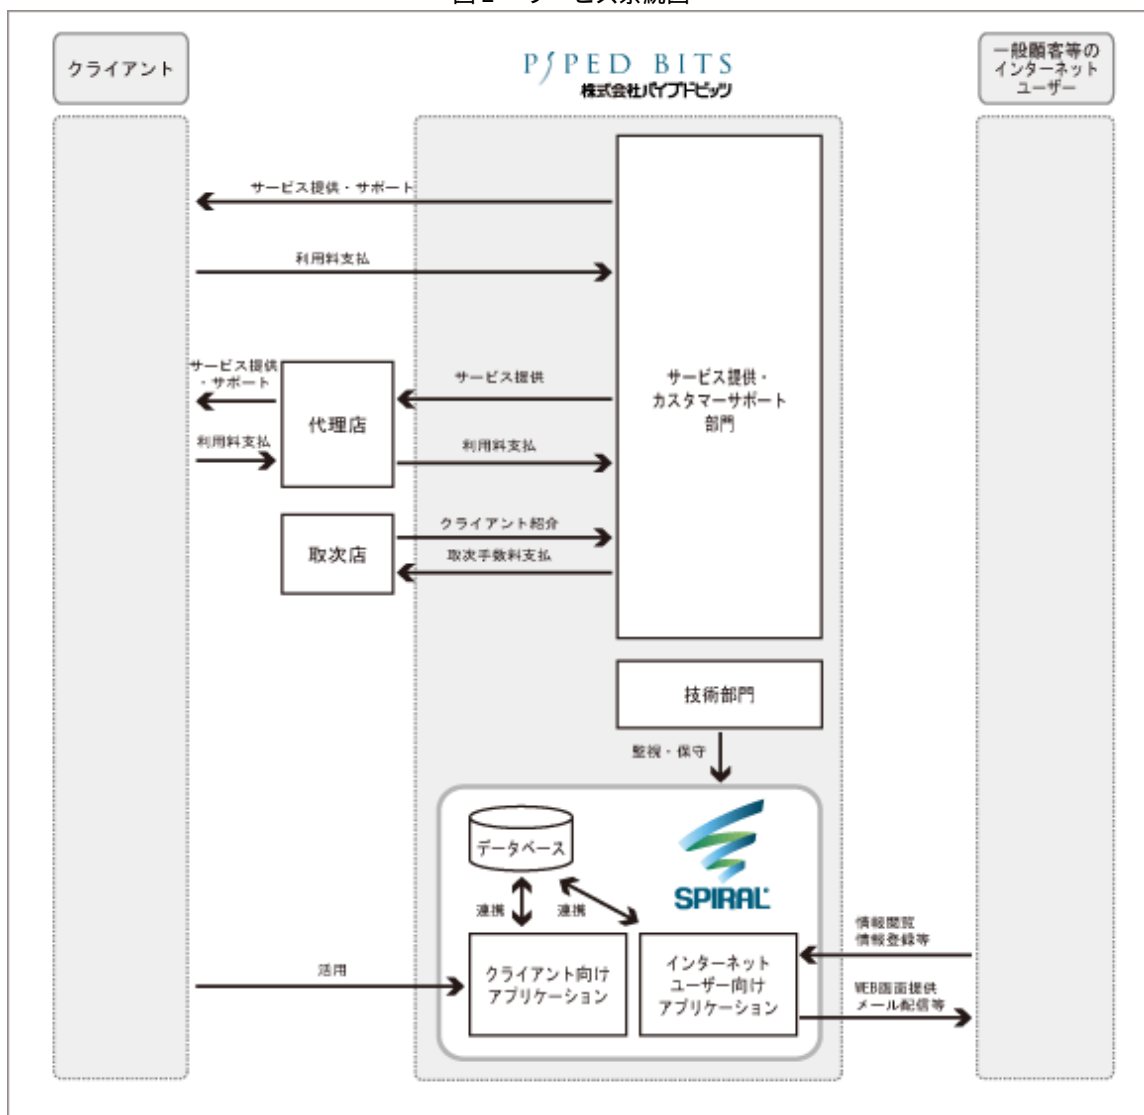 クライアント
PIPED BITS
株式会社パイプドビッツ
一般顧客等の
インターネット
ユーザー
サービス提供・サポート
利用料支払
サービス提供
・サポート
利用料支払
代理店
サービス提供
利用料支払
サービス提供・
カスタマーサポート
部門
取次店
クライアント紹介
取次手数料支払
技術部門
監視・保守
データベース
SPIRAL®
連携
連携
情報閲覧
情報登録等
活用
クライアント向け
アプリケーション
インターネット
ユーザー向け
アプリケーション
WEB画面提供
メール配信等